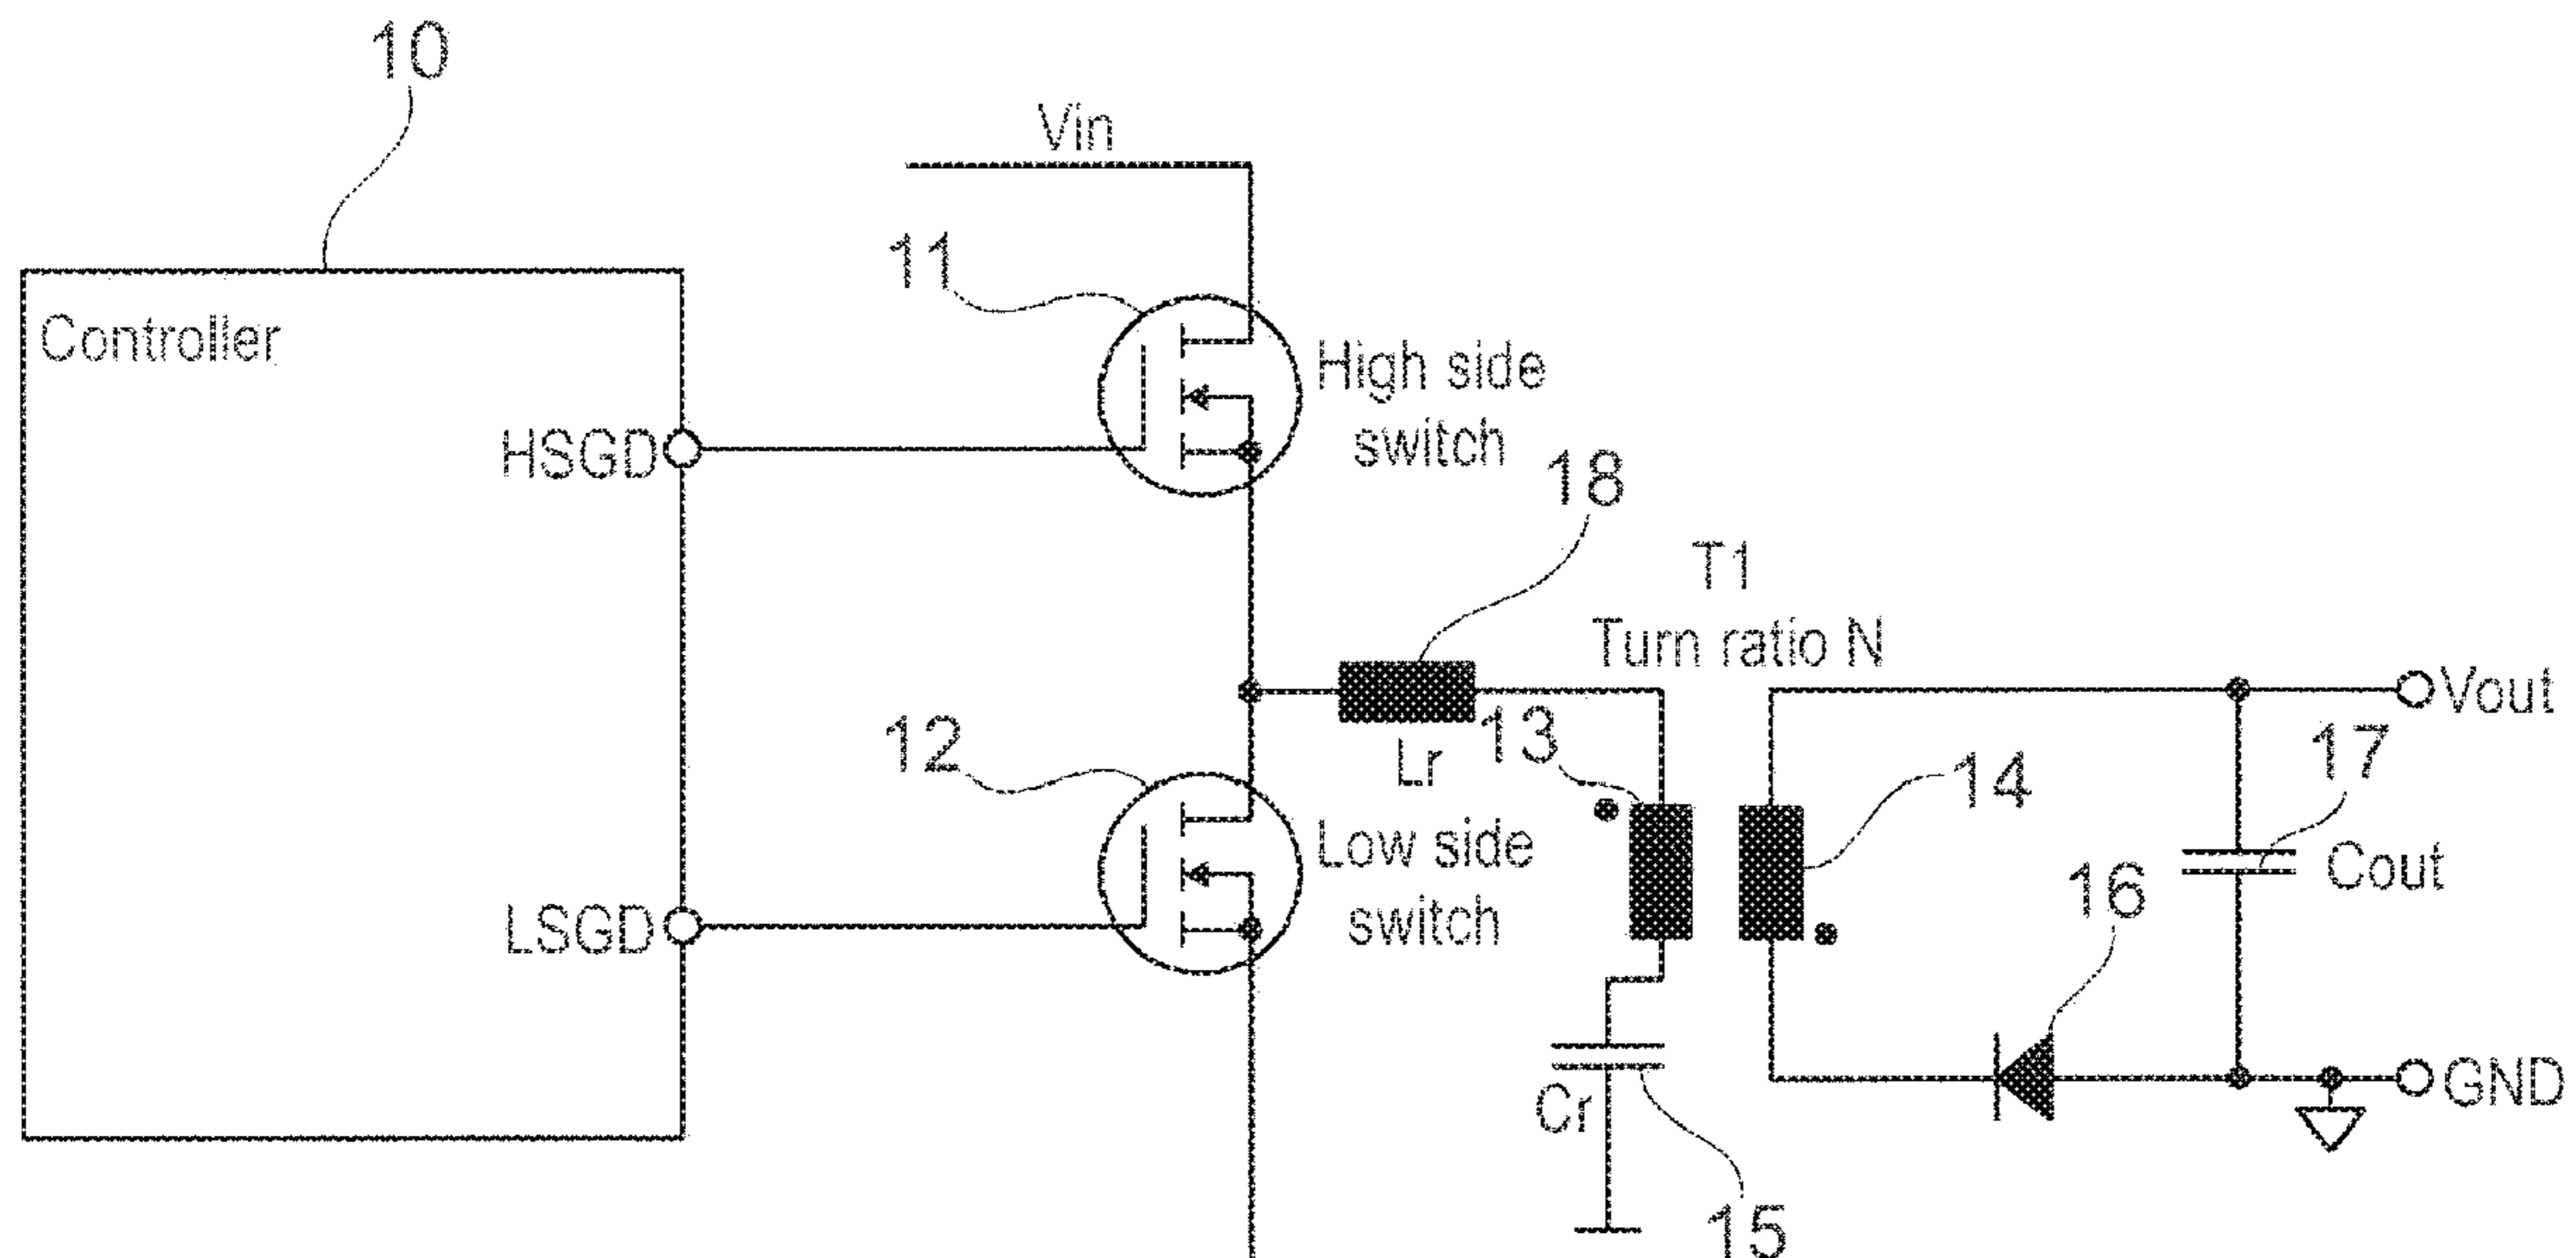 10
Vin
11
Controller
High side
switch
HSGD
18
T1
Turn ratio N
Vout
12
Lr
13
14
17
Low side
switch
Cout
16
LSGD
Cr
GND
15